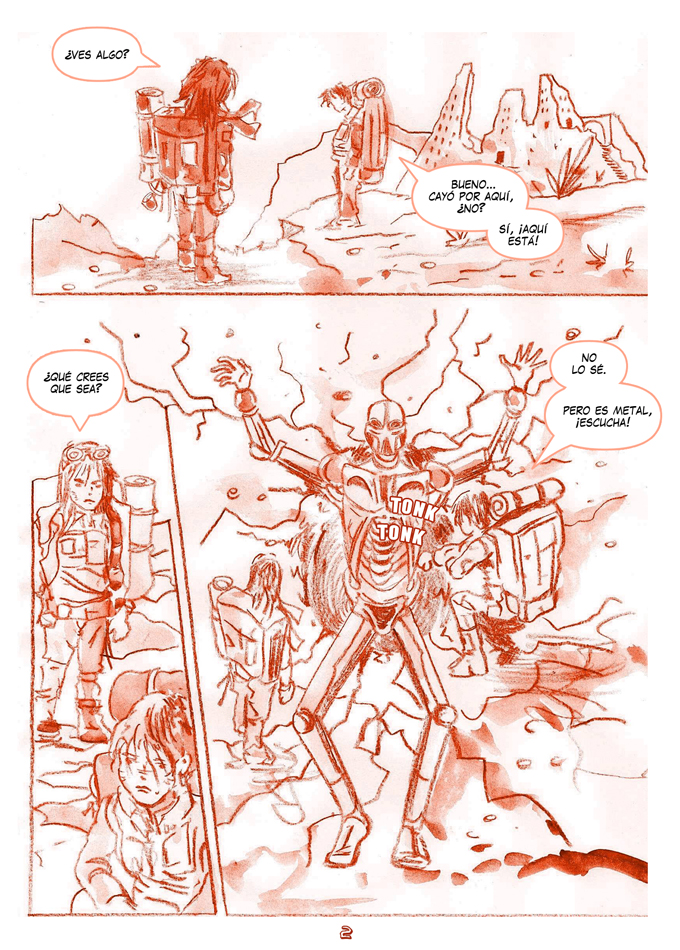 ¿VES ALGO?
BUENO...
CAYÓ POR AQUÍ,
¿NO?
SÍ, ¡AQUÍ
ESTÁ!
¿QUÉ CREES
QUE SEA?
NO
LO SÉ.
PERO ES METAL,
¡ESCUCHA!
TONK
TONK
2